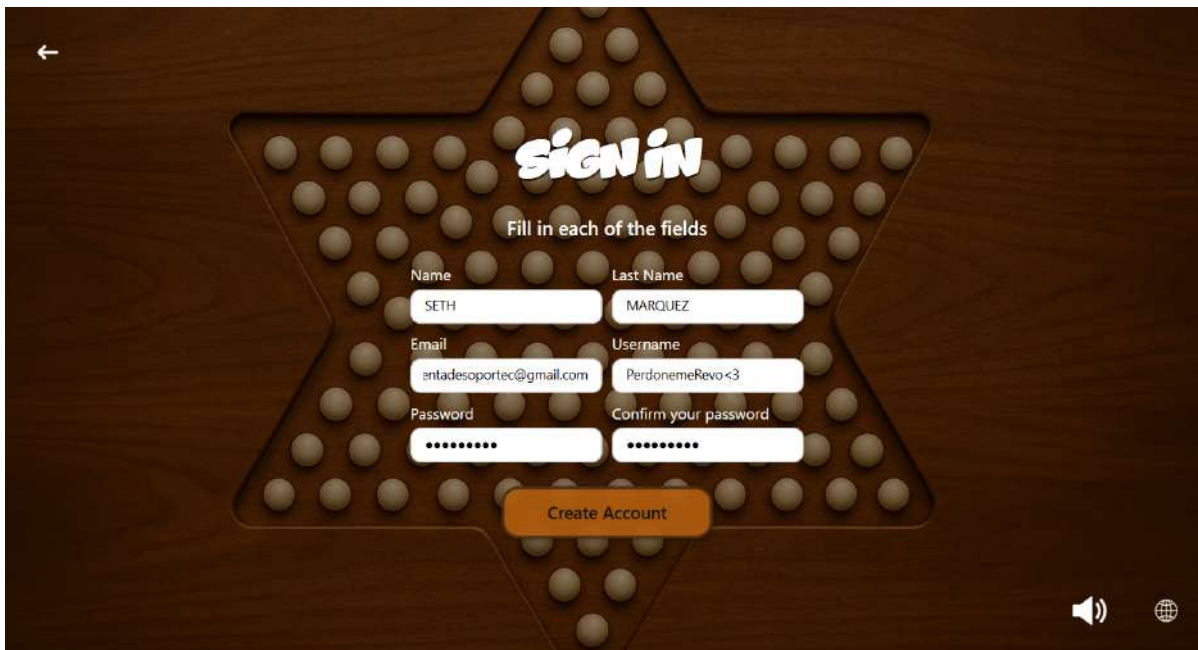 SIGN IN
Fill in each of the fields
Name Last Name
SETH MARQUEZ
Email Username
entadesoportec@gmail.com PerdonemeRevo<3
Password Confirm your password
••••••••• •••••••••
Create Account